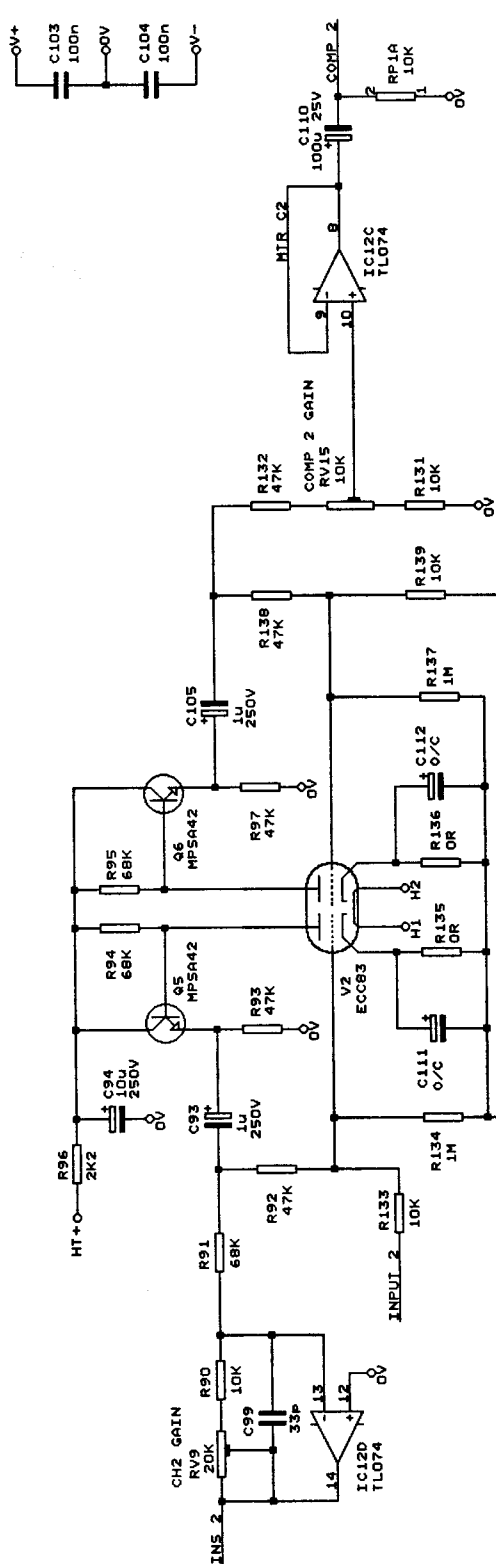 0V+
C103
100n
0V
C104
100n
0V-
COMP 2
RP1A
10K
2
1
0V
C110
100u 25V
+
MTR C2
8
IC12C
TL074
9
10
-
+
COMP 2 GAIN
RV15
10K
R132
47K
R131
10K
0V
R138
47K
R139
10K
C105
1u
250V
+
R137
1M
Q6
MPSA42
R97
47K
0V
C112
0/C
+
R95
68K
R136
0R
H2
R94
68K
V2
ECC83
H1
R135
0R
Q5
MPSA42
R93
47K
0V
C111
0/C
+
C94
10u
250V
+
0V
C93
1u
250V
+
R134
1M
R96
2K2
HT+
R92
47K
R133
10K
INPUT 2
R91
68K
R90
10K
CH2 GAIN
RV9
20K
C99
33p
INS 2
13
12
-
+
0V
14
IC12D
TL074